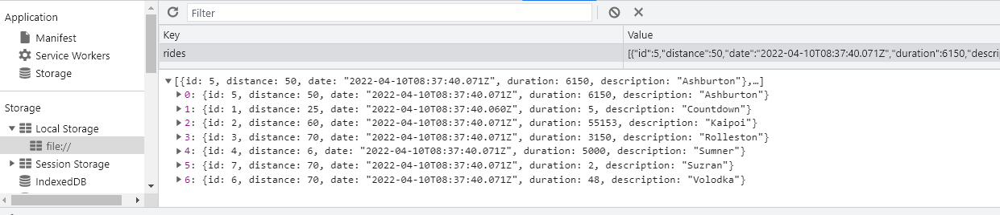 Application
Manifest
Service Workers
Storage
Storage
Local Storage
file://
Session Storage
IndexedDB
Filter
Key Value
rides [{"id":5,"distance":50,"date":"2022-04-10T08:37:40.071Z","duration":6150,"descri
[{id: 5, distance: 50, date: "2022-04-10T08:37:40.071Z", duration: 6150, description: "Ashburton"},…]
0: {id: 5, distance: 50, date: "2022-04-10T08:37:40.071Z", duration: 6150, description: "Ashburton"}
1: {id: 1, distance: 25, date: "2022-04-10T08:37:40.060Z", duration: 5, description: "Countdown"}
2: {id: 2, distance: 60, date: "2022-04-10T08:37:40.071Z", duration: 55153, description: "Kaipoi"}
3: {id: 3, distance: 70, date: "2022-04-10T08:37:40.071Z", duration: 3150, description: "Rolleston"}
4: {id: 4, distance: 6, date: "2022-04-10T08:37:40.071Z", duration: 5000, description: "Sumner"}
5: {id: 7, distance: 70, date: "2022-04-10T08:37:40.071Z", duration: 2, description: "Suzran"}
6: {id: 6, distance: 70, date: "2022-04-10T08:37:40.071Z", duration: 48, description: "Volodka"}